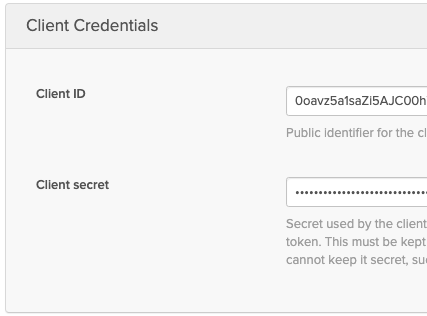 Client Credentials
Client ID
0oavz5a1saZi5AJC00h
Public identifier for the cl
Client secret
••••••••••••••••••••••••••••
Secret used by the client
token. This must be kept
cannot keep it secret, su